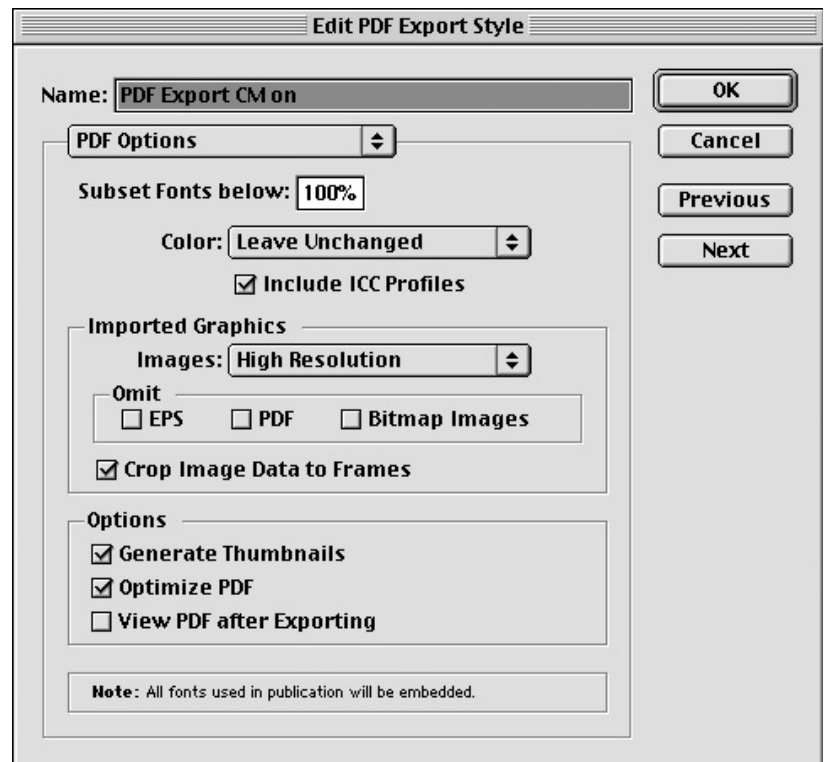 Edit PDF Export Style
Name: PDF Export CM on
OK
PDF Options
Cancel
Subset Fonts below: 100%
Previous
Color: Leave Unchanged
Next
Include ICC Profiles
Imported Graphics
Images: High Resolution
Omit
EPS PDF Bitmap Images
Crop Image Data to Frames
Options
Generate Thumbnails
Optimize PDF
View PDF after Exporting
Note: All fonts used in publication will be embedded.